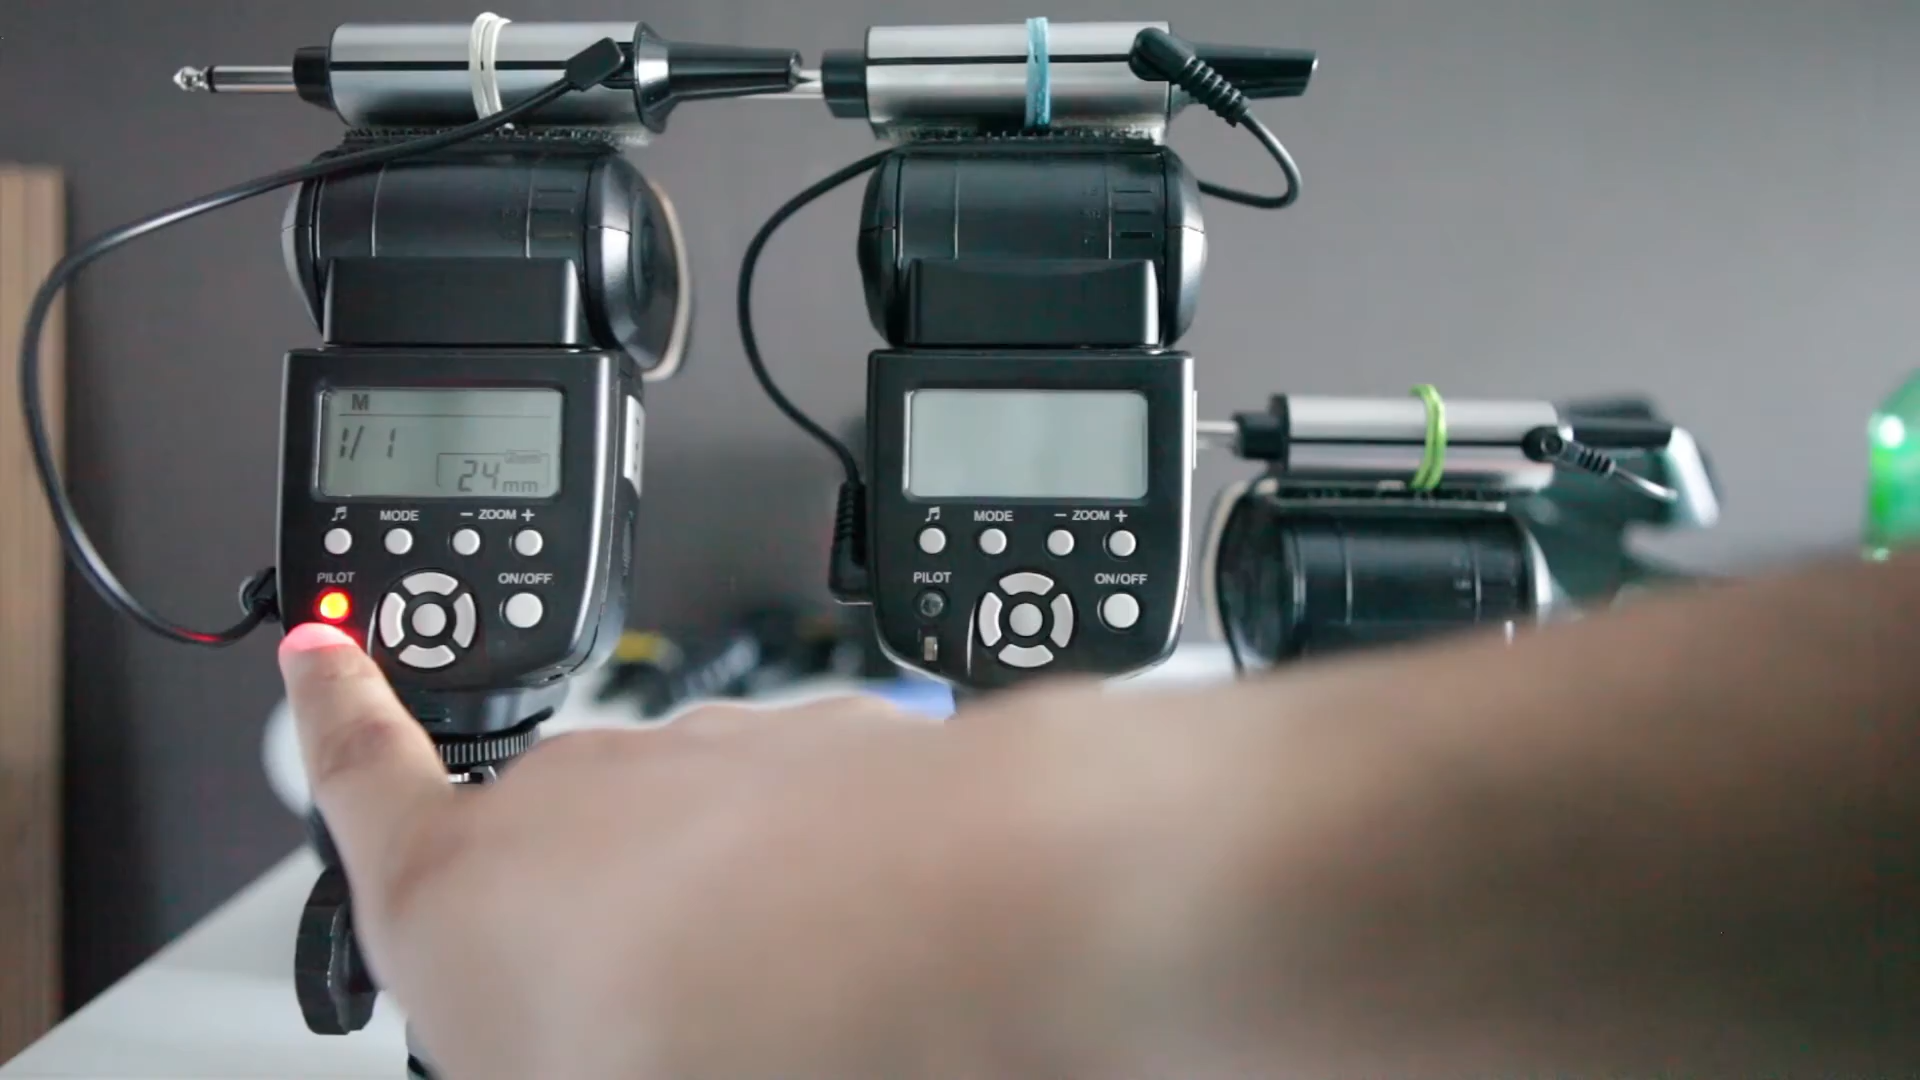 M
1/ 1
Zoom
24mm
♬ MODE − ZOOM +
PILOT ON/OFF
♬ MODE − ZOOM +
PILOT ON/OFF